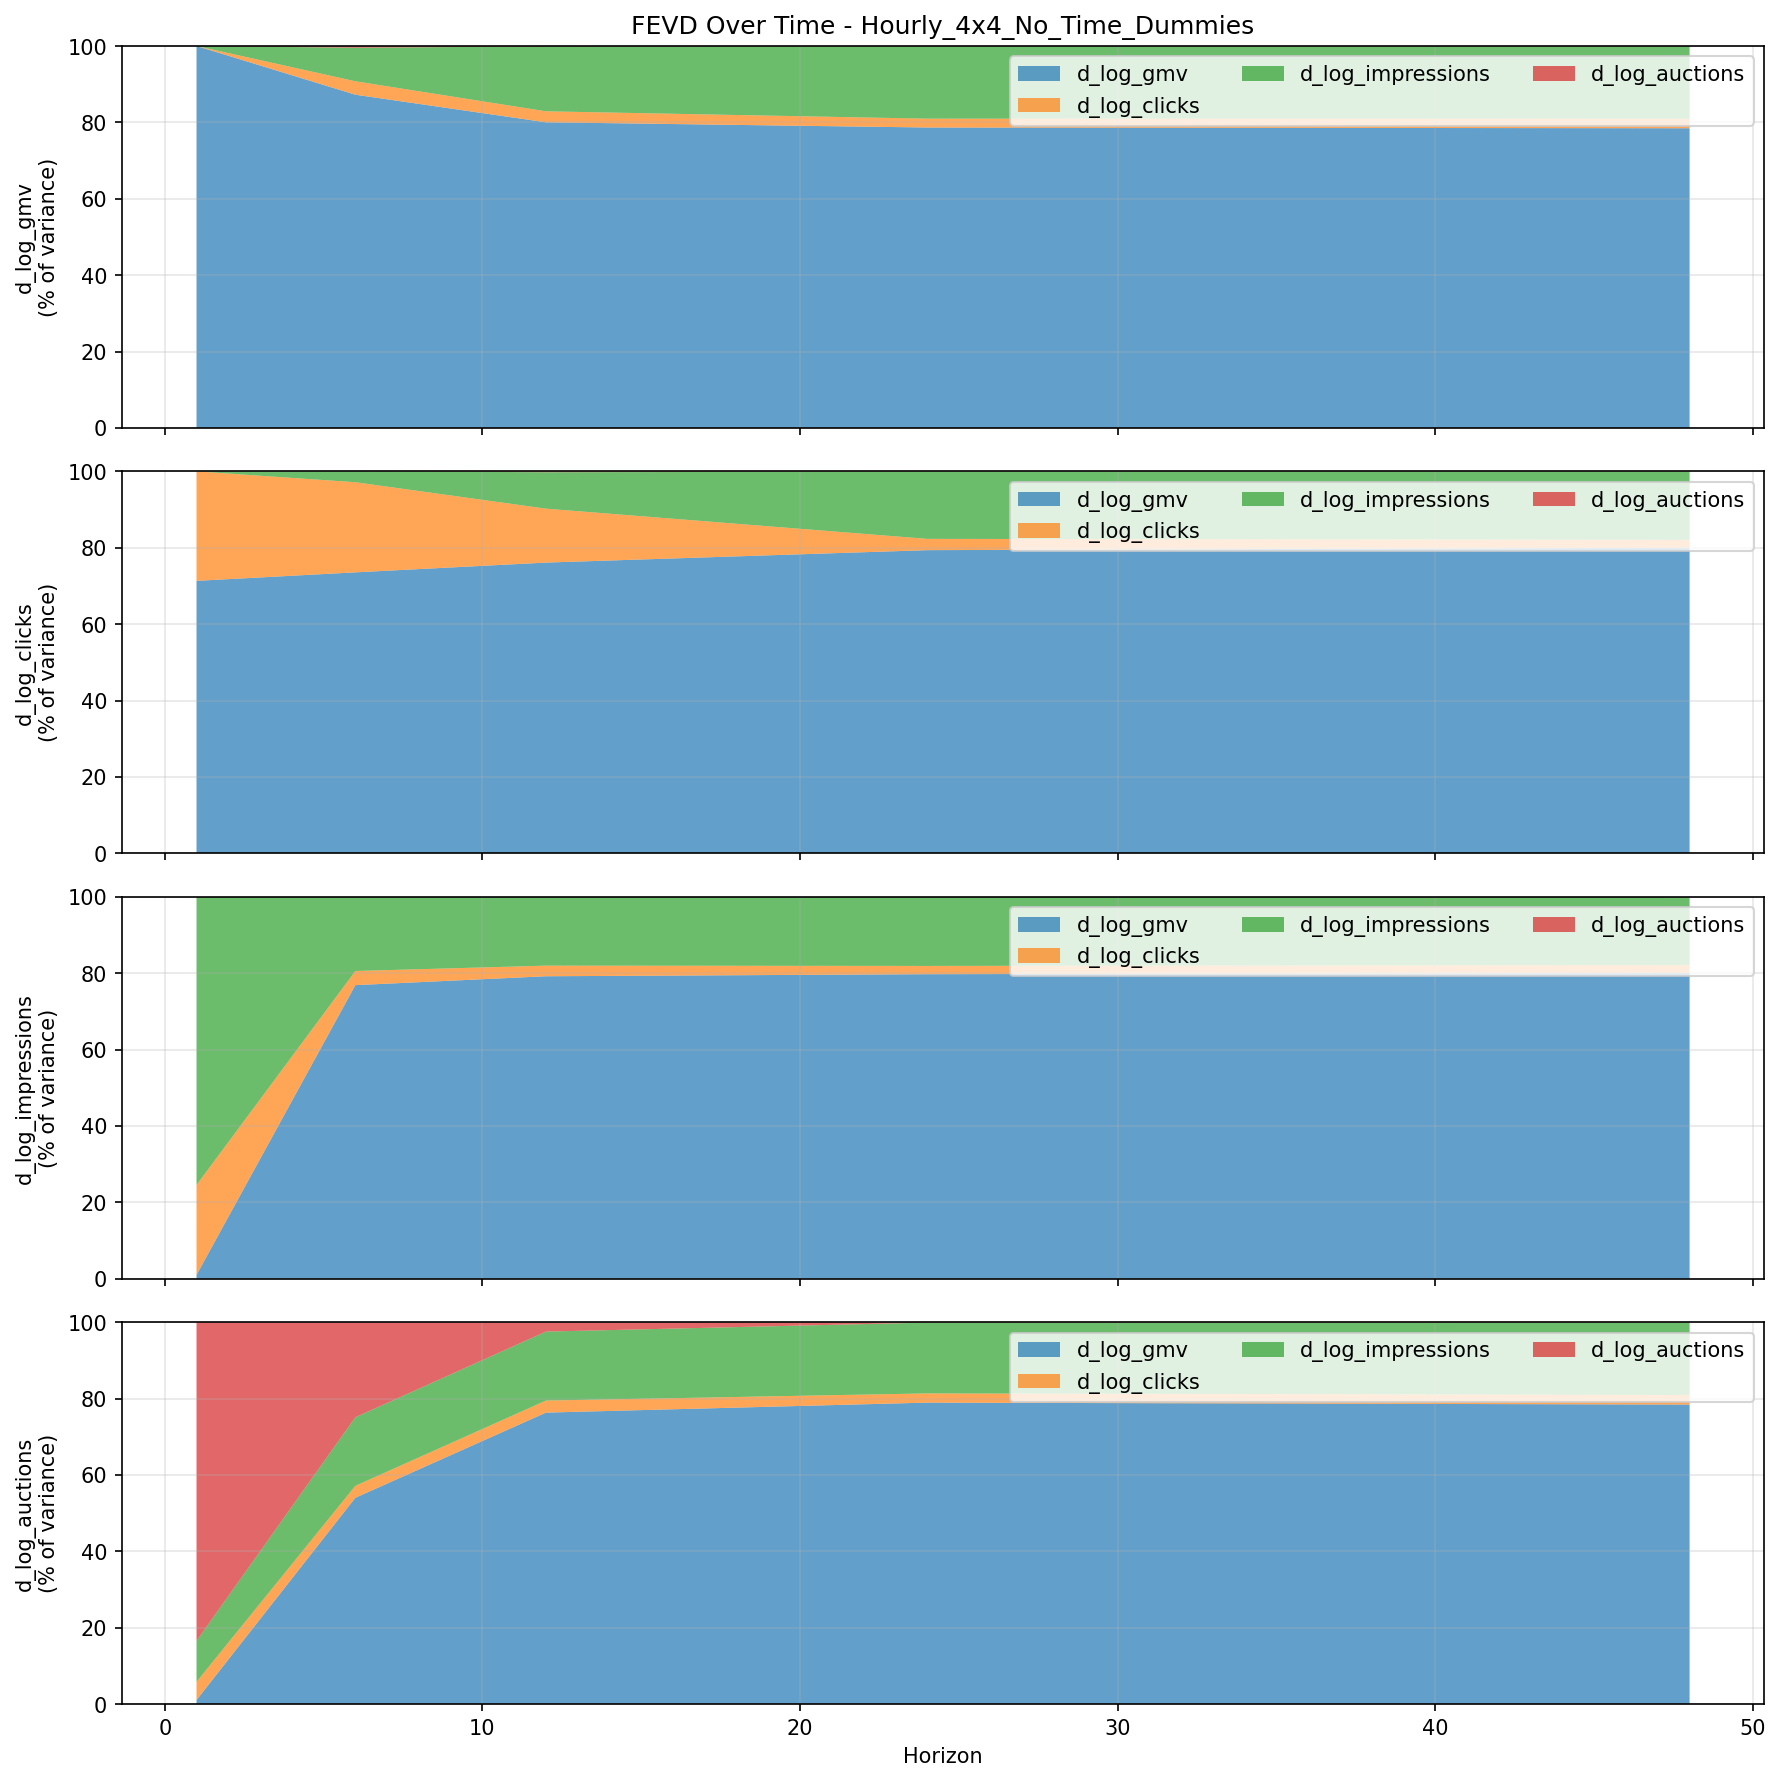 FEVD Over Time - Hourly_4x4_No_Time_Dummies
100
80
60
40
20
0
d_log_gmv
(% of variance)
d_log_gmv d_log_impressions d_log_auctions
d_log_clicks
100
80
60
40
20
0
d_log_clicks
(% of variance)
d_log_gmv d_log_impressions d_log_auctions
d_log_clicks
100
80
60
40
20
0
d_log_impressions
(% of variance)
d_log_gmv d_log_impressions d_log_auctions
d_log_clicks
100
80
60
40
20
0
d_log_auctions
(% of variance)
d_log_gmv d_log_impressions d_log_auctions
d_log_clicks
0 10 20 30 40 50
Horizon